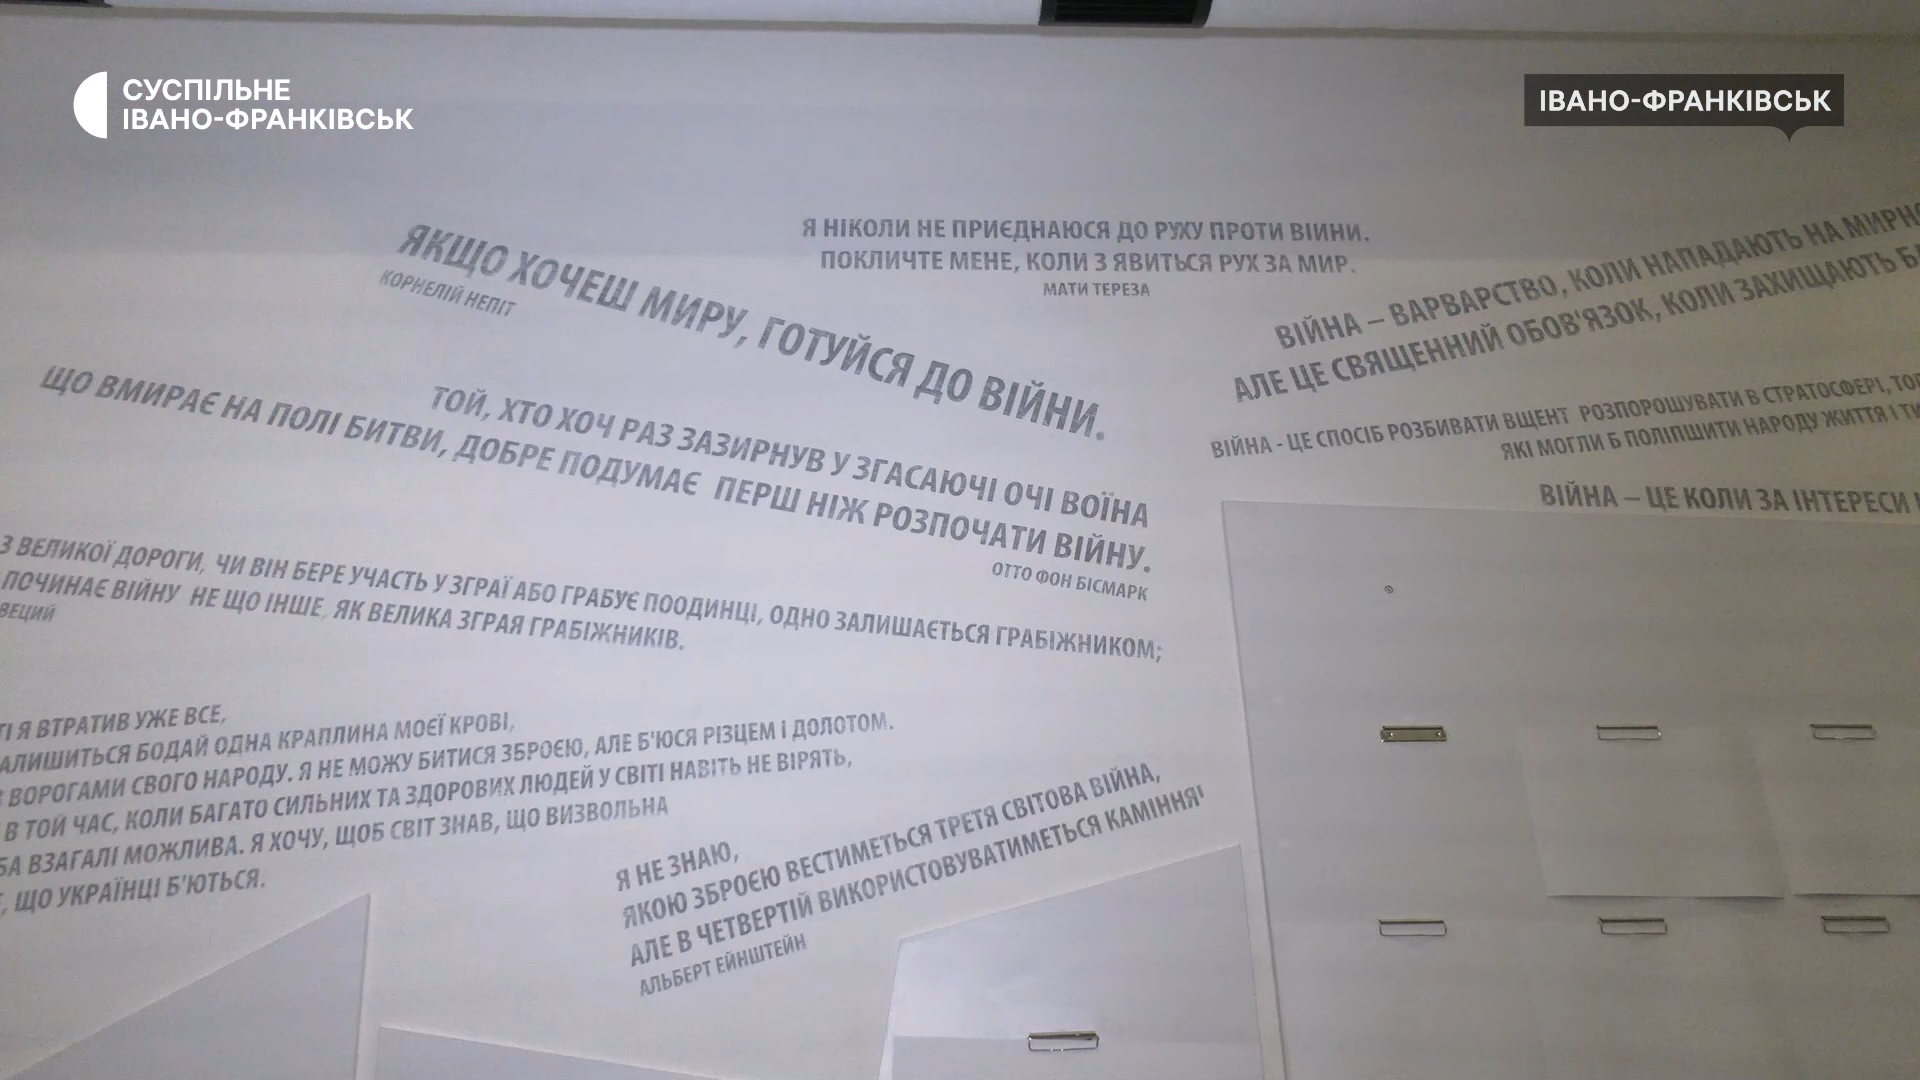 СУСПІЛЬНЕ
ІВАНО-ФРАНКІВСЬК
ІВАНО-ФРАНКІВСЬК
ЯКЩО ХОЧЕШ МИРУ, ГОТУЙСЯ ДО ВІЙНИ.
КОРНЕЛІЙ НЕПІТ
Я НІКОЛИ НЕ ПРИЄДНАЮСЯ ДО РУХУ ПРОТИ ВІЙНИ.
ПОКЛИЧТЕ МЕНЕ, КОЛИ З ЯВИТЬСЯ РУХ ЗА МИР.
МАТИ ТЕРЕЗА
ВІЙНА – ВАРВАРСТВО, КОЛИ НАПАДАЮТЬ НА
АЛЕ ЦЕ СВЯЩЕННИЙ ОБОВ'ЯЗОК, КОЛИ ЗАХИЩАЮТЬ
ВІЙНА - ЦЕ СПОСІБ РОЗБИВАТИ ВЩЕНТ РОЗПОРОШУВАТИ В СТРАТОСФЕРІ,
ЯКІ МОГЛИ Б ПОЛІПШИТИ НАРОДУ ЖИТТЯ І
ВІЙНА – ЦЕ КОЛИ ЗА ІНТЕРЕСИ
ТОЙ, ХТО ХОЧ РАЗ ЗАЗИРНУВ У ЗГАСАЮЧІ ОЧІ ВОЇНА
ЩО ВМИРАЄ НА ПОЛІ БИТВИ, ДОБРЕ ПОДУМАЄ ПЕРШ НІЖ РОЗПОЧАТИ ВІЙНУ.
ОТТО ФОН БІСМАРК
З ВЕЛИКОЇ ДОРОГИ, ЧИ ВІН БЕРЕ УЧАСТЬ У ЗГРАЇ АБО ГРАБУЄ ПООДИНЦІ, ОДНО ЗАЛИШАЄТЬСЯ ГРАБІЖНИКОМ;
ПОЧИНАЄ ВІЙНУ НЕ ЩО ІНШЕ, ЯК ВЕЛИКА ЗГРАЯ ГРАБІЖНИКІВ.
Я ВТРАТИВ УЖЕ ВСЕ,
БОДАЙ ОДНА КРАПЛИНА МОЄЇ КРОВІ,
ВОРОГАМИ СВОГО НАРОДУ. Я НЕ МОЖУ БИТИСЯ ЗБРОЄЮ, АЛЕ Б'ЮСЯ РІЗЦЕМ І ДОЛОТОМ.
В ТОЙ ЧАС, КОЛИ БАГАТО СИЛЬНИХ ТА ЗДОРОВИХ ЛЮДЕЙ У СВІТІ НАВІТЬ НЕ ВІРЯТЬ,
ВЗАГАЛІ МОЖЛИВА. Я ХОЧУ, ЩОБ СВІТ ЗНАВ, ЩО ВИЗВОЛЬНА
ЩО УКРАЇНЦІ Б'ЮТЬСЯ.
Я НЕ ЗНАЮ,
ЯКОЮ ЗБРОЄЮ ВЕСТИМЕТЬСЯ ТРЕТЯ СВІТОВА ВІЙНА,
АЛЕ В ЧЕТВЕРТІЙ ВИКОРИСТОВУВАТИМЕТЬСЯ КАМІННЯ!
АЛЬБЕРТ ЕЙНШТЕЙН